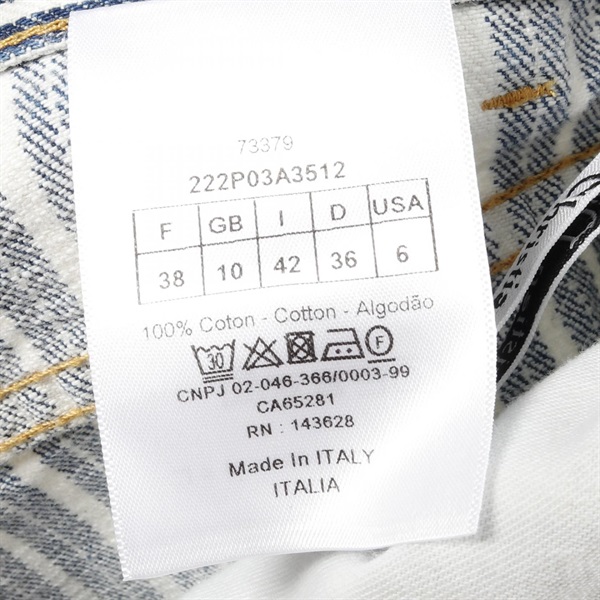 73379
222P03A3512
F GB I D USA
38 10 42 36 6
100% Coton - Cotton - Algodão
30 F
CNPJ 02-046-366/0003-99
CA65281
RN : 143628
Made In ITALY
ITALIA